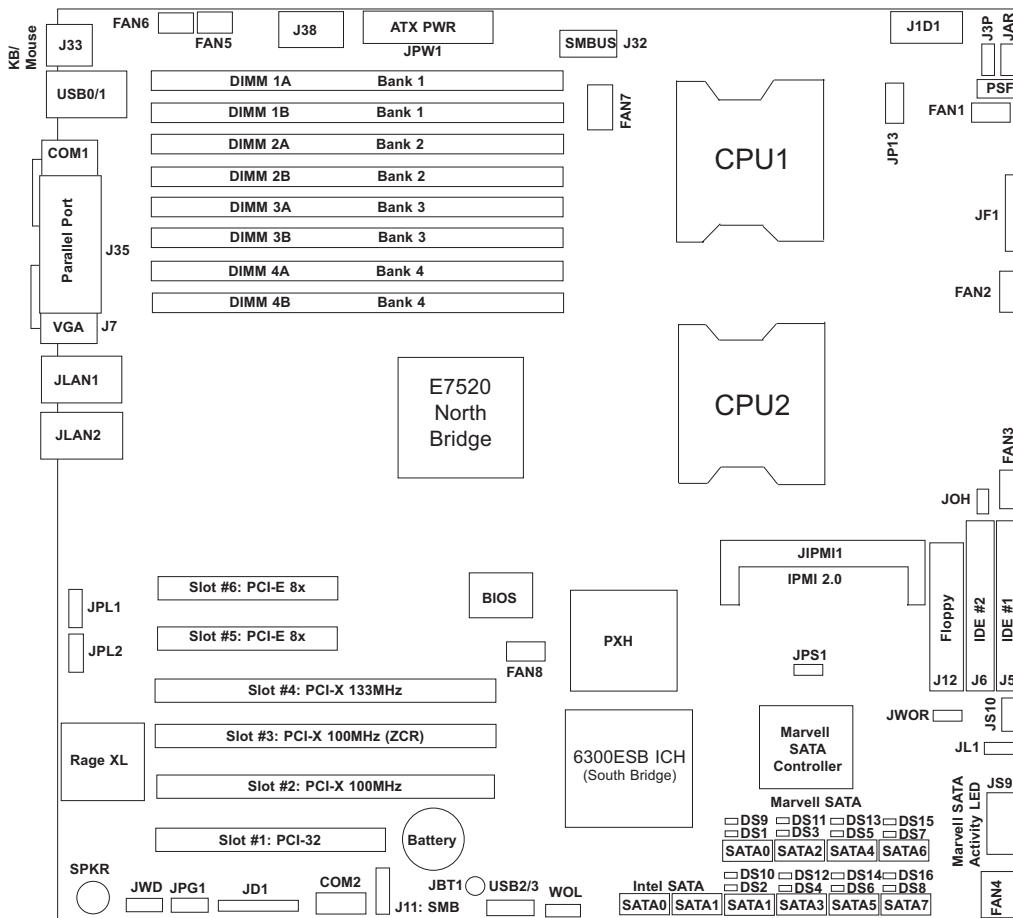 FAN6
FAN5
J38
ATX PWR
JPW1
SMBUS J32
J1D1
J3P
JAR
PSF
FAN1
KB/
Mouse
J33
USB0/1
COM1
Parallel Port
J35
VGA J7
JLAN1
JLAN2
DIMM 1A Bank 1
DIMM 1B Bank 1
DIMM 2A Bank 2
DIMM 2B Bank 2
DIMM 3A Bank 3
DIMM 3B Bank 3
DIMM 4A Bank 4
DIMM 4B Bank 4
FAN7
CPU1
JP13
JF1
FAN2
E7520
North
Bridge
CPU2
FAN3
JOH
JIPMI1
IPMI 2.0
Floppy
IDE #2
IDE #1
J12
J6
J5
JPL1
JPL2
Slot #6: PCI-E 8x
Slot #5: PCI-E 8x
Slot #4: PCI-X 133MHz
Slot #3: PCI-X 100MHz (ZCR)
Slot #2: PCI-X 100MHz
Slot #1: PCI-32
BIOS
FAN8
PXH
JPS1
JWOR
JS10
JL1
Rage XL
6300ESB ICH
(South Bridge)
Marvell
SATA
Controller
JS9
Marvell SATA
Activity LED
Marvell SATA
DS9 DS11 DS13 DS15
DS1 DS3 DS5 DS7
SATA0 SATA2 SATA4 SATA6
Battery
SPKR
JWD
JPG1
JD1
COM2
J11: SMB
JBT1
USB2/3
WOL
Intel SATA
DS10 DS12 DS14 DS16
DS2 DS4 DS6 DS8
SATA0 SATA1 SATA1 SATA3 SATA5 SATA7
FAN4